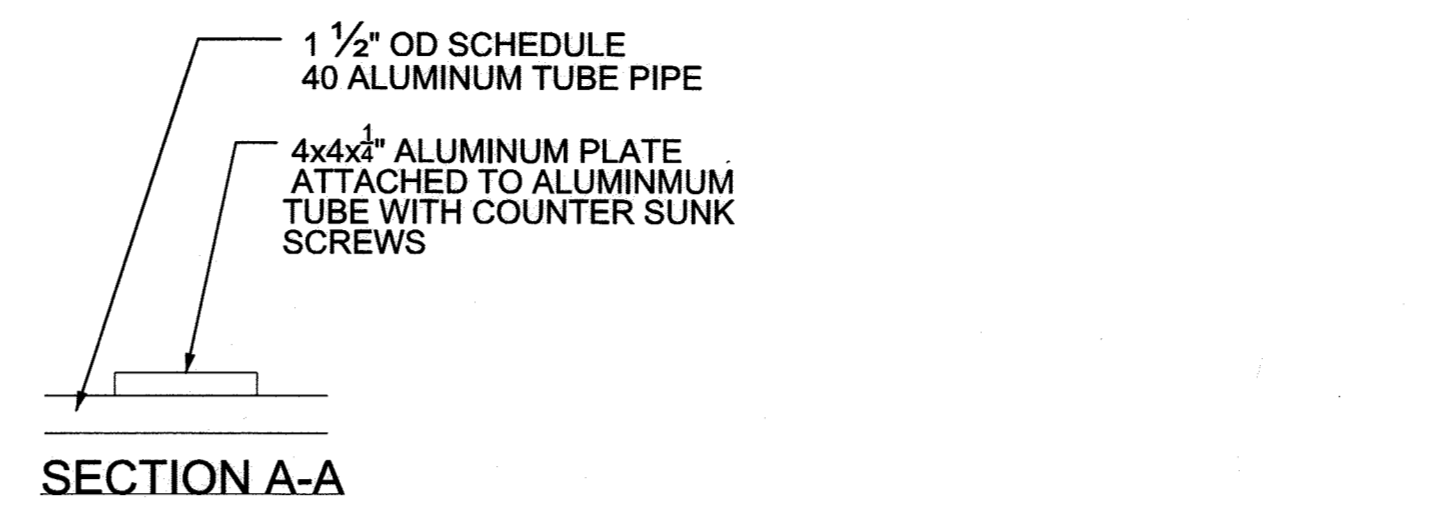 1 ½" OD SCHEDULE
40 ALUMINUM TUBE PIPE
4x4x¼" ALUMINUM PLATE
ATTACHED TO ALUMINMUM
TUBE WITH COUNTER SUNK
SCREWS
SECTION A-A